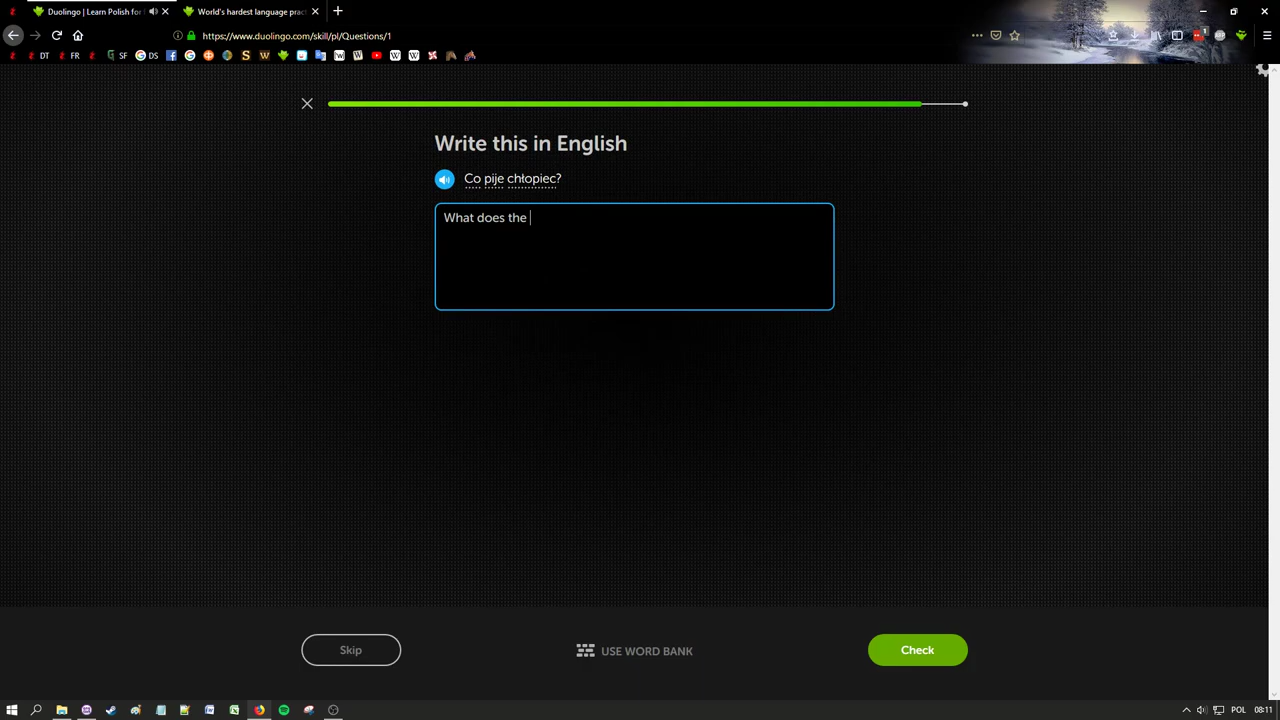 Duolingo | Learn Polish for
World's hardest language pract
https://www.duolingo.com/skill/pl/Questions/1
DT
FR
SF
DS
Write this in English
Co pije chłopiec?
What does the
Skip
USE WORD BANK
Check
POL
08:11